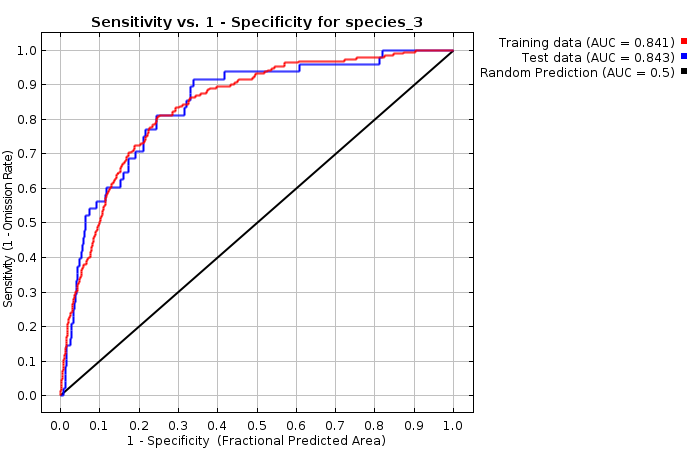 Sensitivity vs. 1 - Specificity for species_3
Training data (AUC = 0.841)
Test data (AUC = 0.843)
Random Prediction (AUC = 0.5)
Sensitivity (1 - Omission Rate)
1.0
0.9
0.8
0.7
0.6
0.5
0.4
0.3
0.2
0.1
0.0
0.0 0.1 0.2 0.3 0.4 0.5 0.6 0.7 0.8 0.9 1.0
1 - Specificity (Fractional Predicted Area)